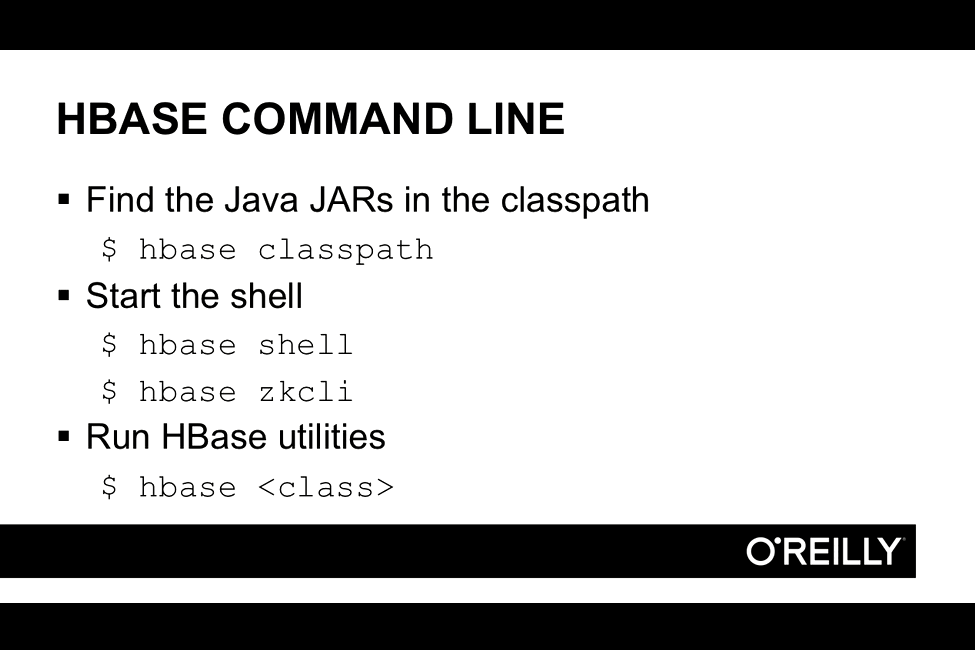 HBASE COMMAND LINE
▪ Find the Java JARs in the classpath
$ hbase classpath
▪ Start the shell
$ hbase shell
$ hbase zkcli
▪ Run HBase utilities
$ hbase <class>
O'REILLY